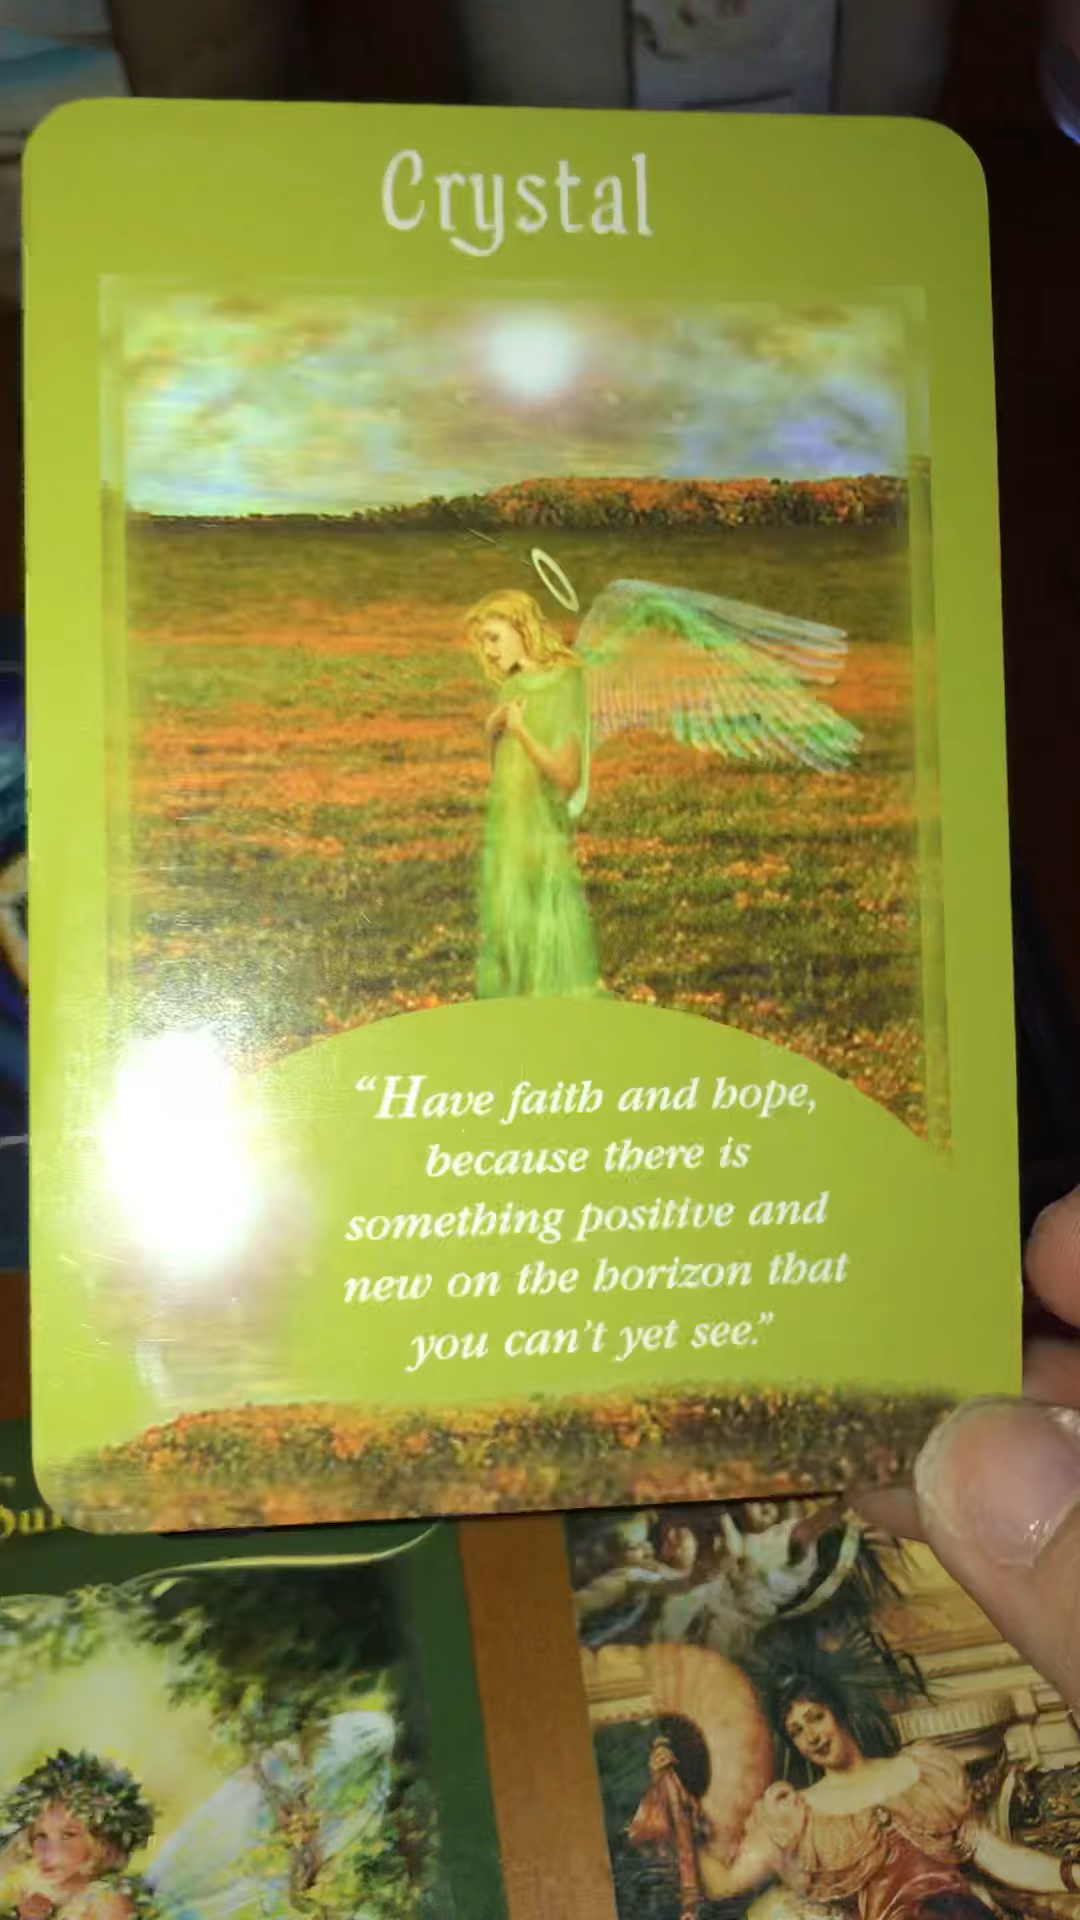 Crystal
"Have faith and hope,
because there is
something positive and
new on the horizon that
you can't yet see."